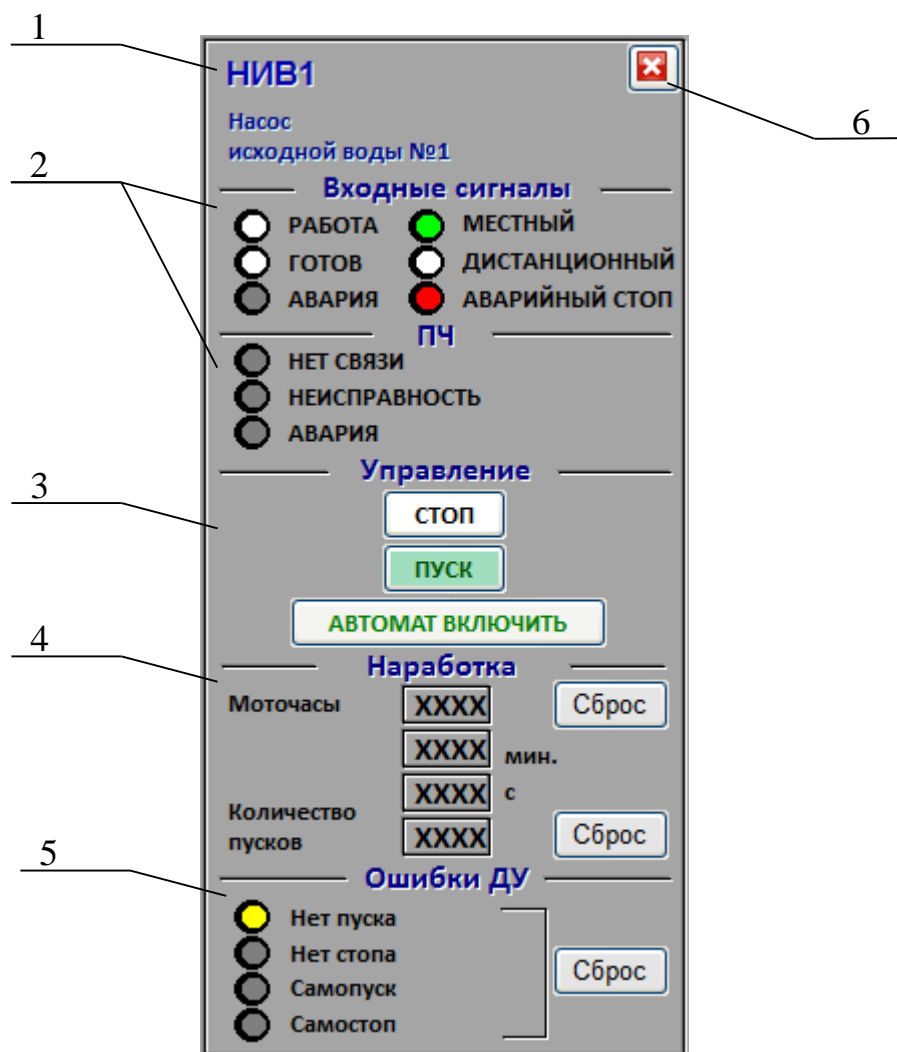 1
НИВ1
6
Насос
исходной воды №1
2
Входные сигналы
РАБОТА МЕСТНЫЙ
ГОТОВ ДИСТАНЦИОННЫЙ
АВАРИЯ АВАРИЙНЫЙ СТОП
ПЧ
НЕТ СВЯЗИ
НЕИСПРАВНОСТЬ
АВАРИЯ
Управление
3
СТОП
ПУСК
АВТОМАТ ВКЛЮЧИТЬ
4
Наработка
Моточасы XXXX Сброс
XXXX мин.
XXXX с
Количество
пусков XXXX Сброс
5
Ошибки ДУ
Нет пуска
Нет стопа
Сброс
Самопуск
Самостоп